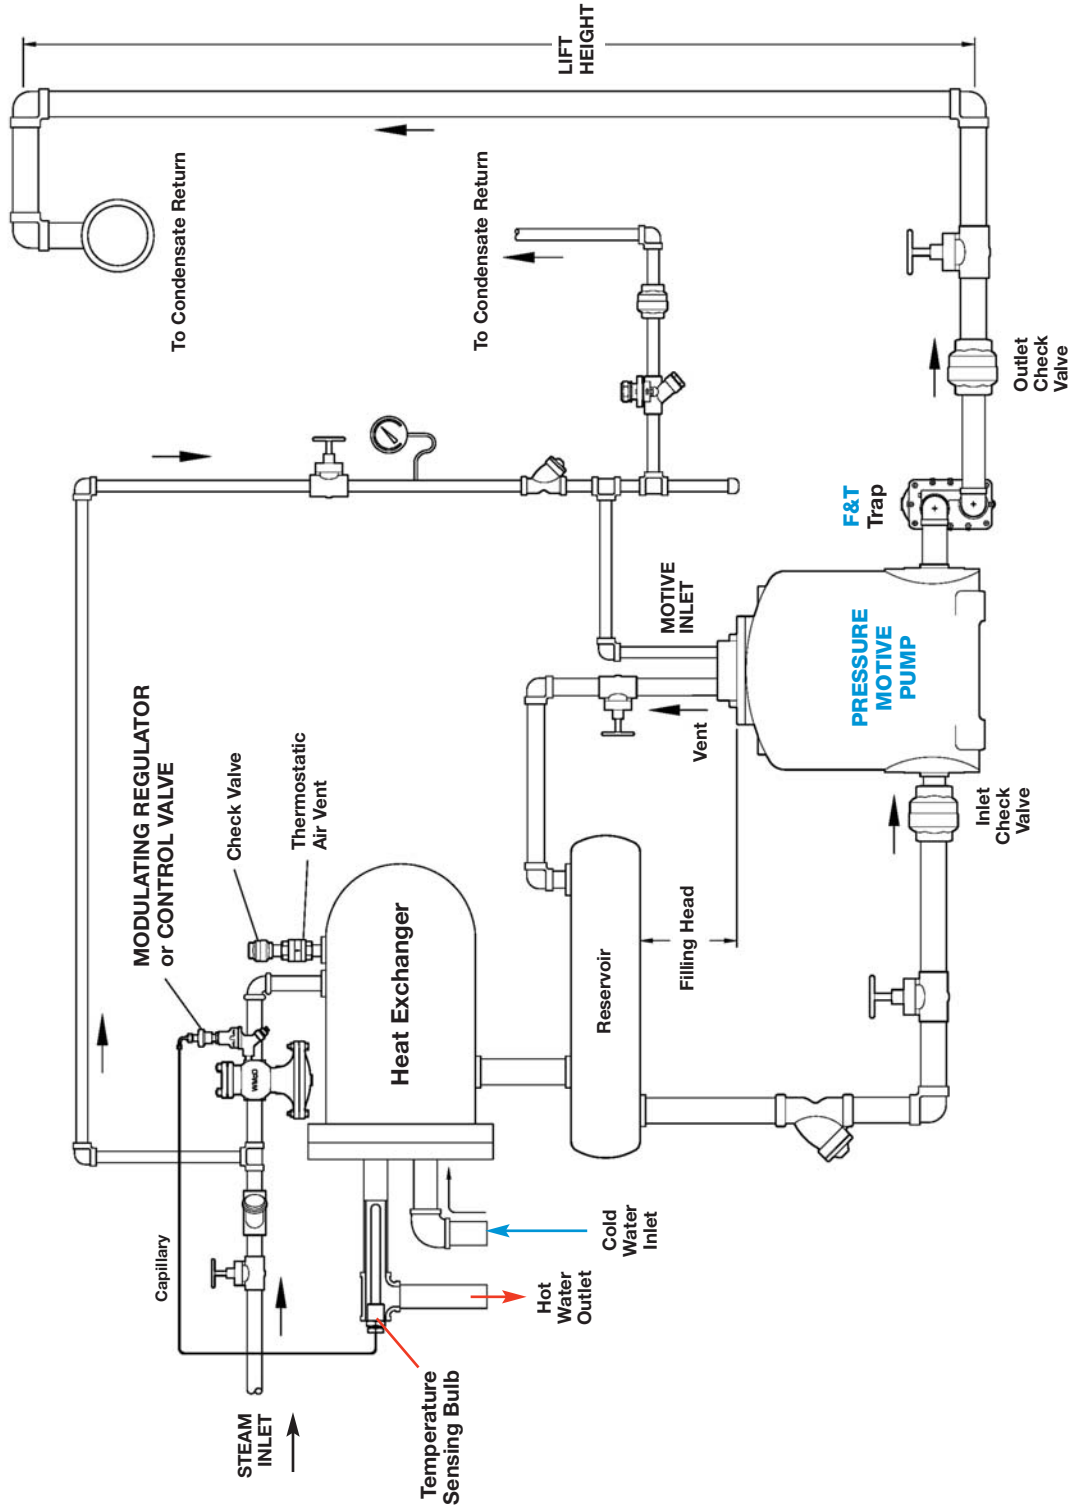 STEAM
INLET
Capillary
Temperature
Sensing Bulb
Hot
Water
Outlet
Cold
Water
Inlet
MODULATING REGULATOR
or CONTROL VALVE
WM&D
Check Valve
Thermostatic
Air Vent
Heat Exchanger
Reservoir
Filling Head
Inlet
Check
Valve
Vent
MOTIVE
INLET
PRESSURE
MOTIVE
PUMP
F&T
Trap
Outlet
Check
Valve
To Condensate Return
To Condensate Return
LIFT
HEIGHT